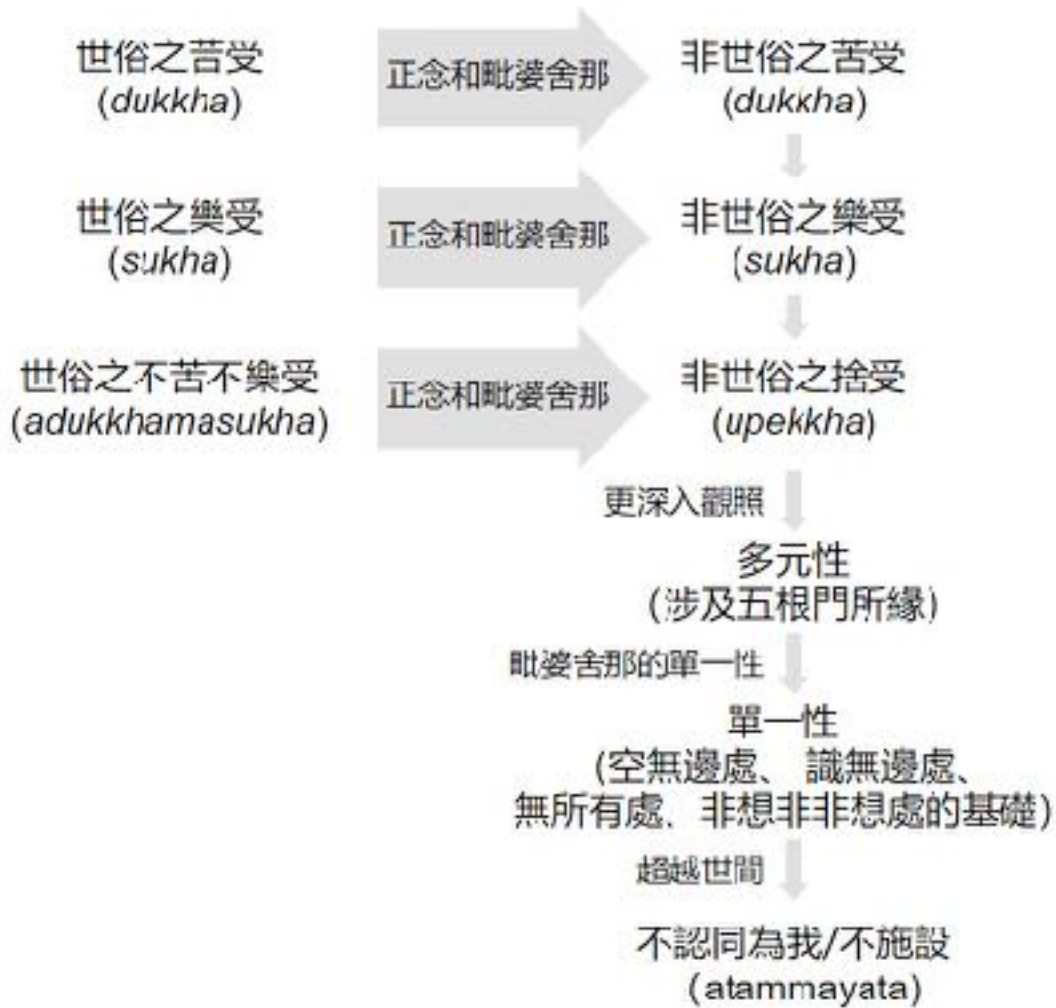 世俗之苦受 正念和毗婆舍那 非世俗之苦受
(dukkha) (dukkha)
世俗之樂受 正念和毗婆舍那 非世俗之樂受
(sukha) (sukha)
世俗之不苦不樂受 正念和毗婆舍那 非世俗之捨受
(adukkhamasukha) (upekkha)
更深入觀照
多元性
(涉及五根門所緣)
毗婆舍那的單一性
單一性
(空無邊處、 識無邊處、
無所有處、非想非非想處的基礎)
超越世間
不認同為我/不施設
(atammayata)